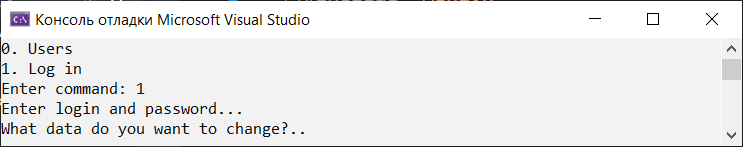 Консоль отладки Microsoft Visual Studio
0. Users
1. Log in
Enter command: 1
Enter login and password...
What data do you want to change?..